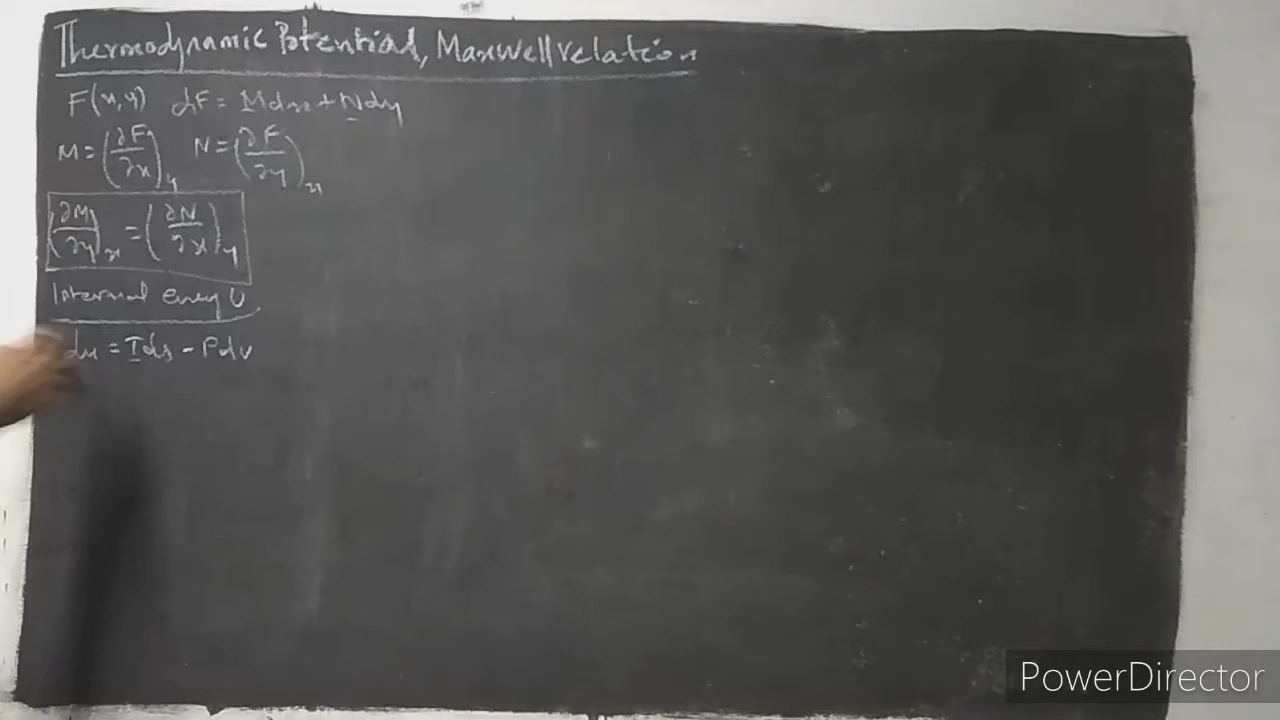 Thermodynamic Potential, Maxwell relation
F(x,y) dF = Mdx + Ndy
M = (∂F/∂x)y N = (∂F/∂y)x
(∂M/∂y)x = (∂N/∂x)y
Internal energy U
du = Tds - Pdv
PowerDirector